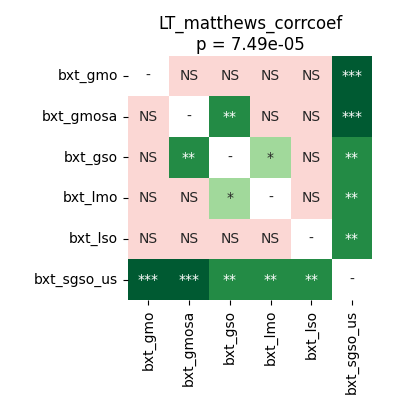 LT_matthews_corrcoef
p = 7.49e-05
bxt_gmo - NS NS NS NS ***
bxt_gmosa NS - ** NS NS ***
bxt_gso NS ** - * NS **
bxt_lmo NS NS * - NS **
bxt_lso NS NS NS NS - **
bxt_sgso_us *** *** ** ** ** -
bxt_gmo
bxt_gmosa
bxt_gso
bxt_lmo
bxt_lso
bxt_sgso_us